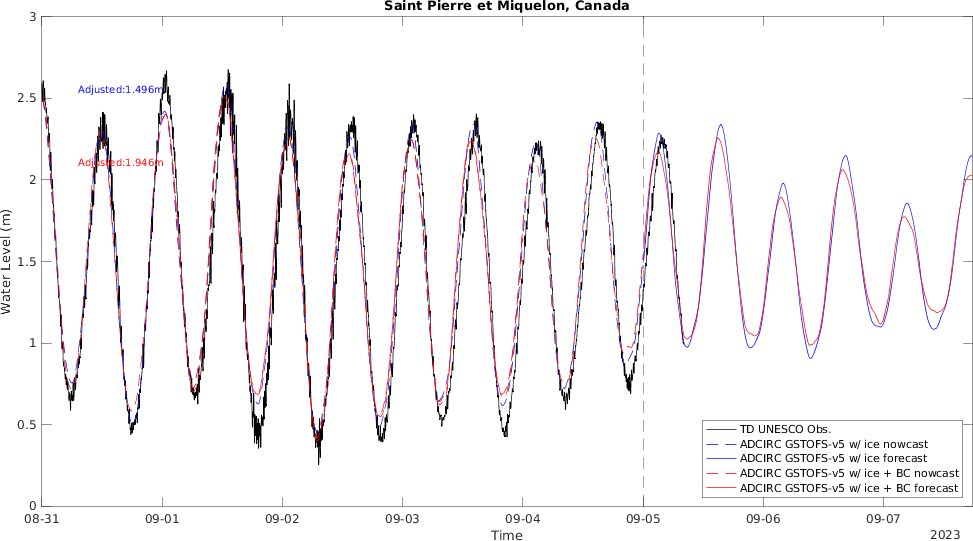 Saint Pierre et Miquelon, Canada
3
2.5
2
1.5
1
0.5
0
Water Level (m)
Adjusted:1.496m
Adjusted:1.946m
TD UNESCO Obs.
ADCIRC GSTOFS-v5 w/ ice nowcast
ADCIRC GSTOFS-v5 w/ ice forecast
ADCIRC GSTOFS-v5 w/ ice + BC nowcast
ADCIRC GSTOFS-v5 w/ ice + BC forecast
08-31 09-01 09-02 09-03 09-04 09-05 09-06 09-07
Time
2023